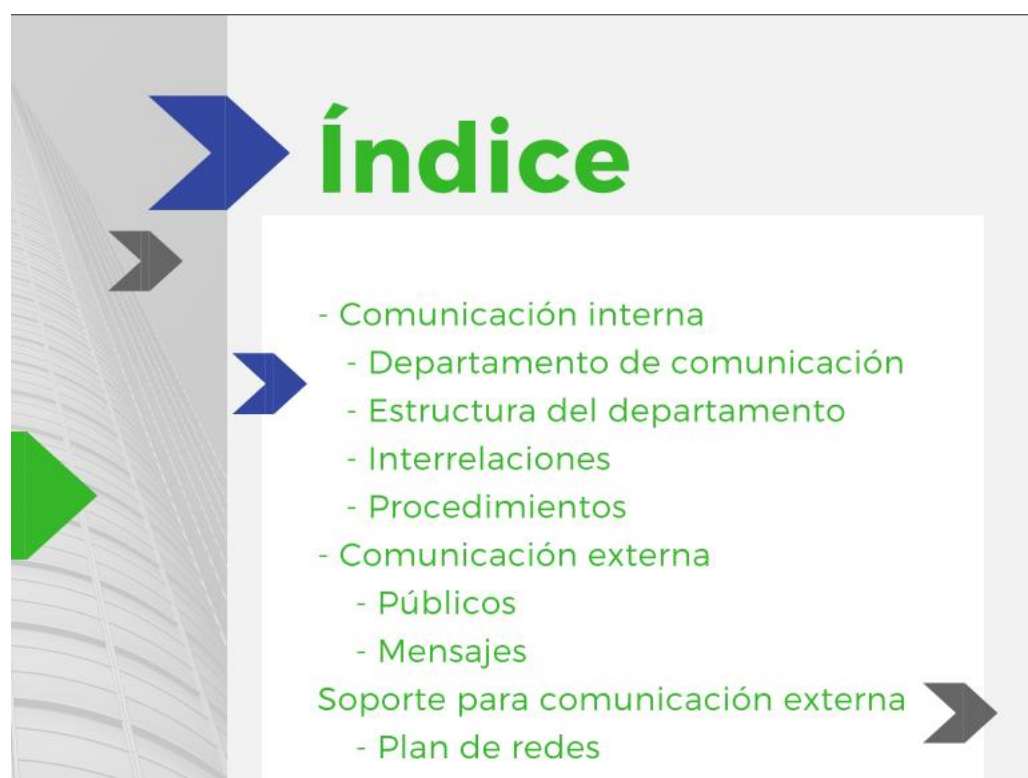 Índice
- Comunicación interna
- Departamento de comunicación
- Estructura del departamento
- Interrelaciones
- Procedimientos
- Comunicación externa
- Públicos
- Mensajes
Soporte para comunicación externa
- Plan de redes